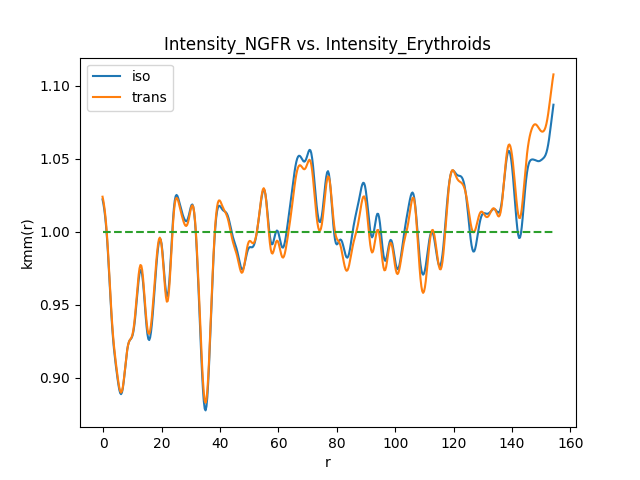 Intensity_NGFR vs. Intensity_Erythroids
iso
trans
1.10
1.05
1.00
0.95
0.90
kmm(r)
0 20 40 60 80 100 120 140 160
r